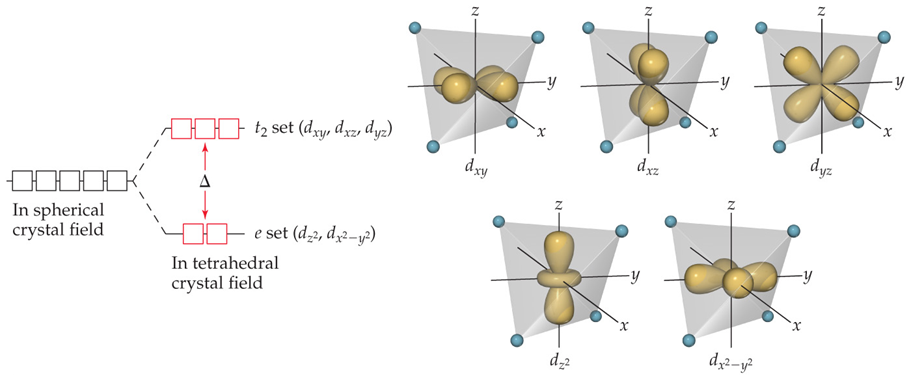 In spherical
crystal field
t₂ set (dxy, dxz, dyz)
Δ
e set (dz², dx²−y²)
In tetrahedral
crystal field
z
y
x
dxy
z
y
x
dxz
z
y
x
dyz
z
y
x
dz²
z
y
x
dx²−y²